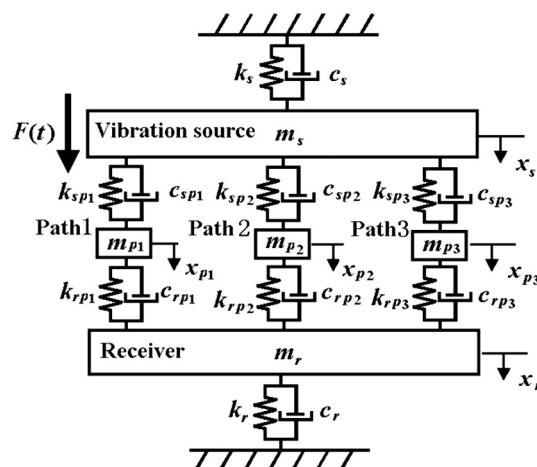 k_s c_s
F(t) Vibration source m_s
x_s
k_sp1 c_sp1 k_sp2 c_sp2 k_sp3 c_sp3
Path1 m_p1 Path 2 m_p2 Path3 m_p3
x_p1 x_p2 x_p3
k_rp1 c_rp1 k_rp2 c_rp2 k_rp3 c_rp3
Receiver m_r
x_r
k_r c_r